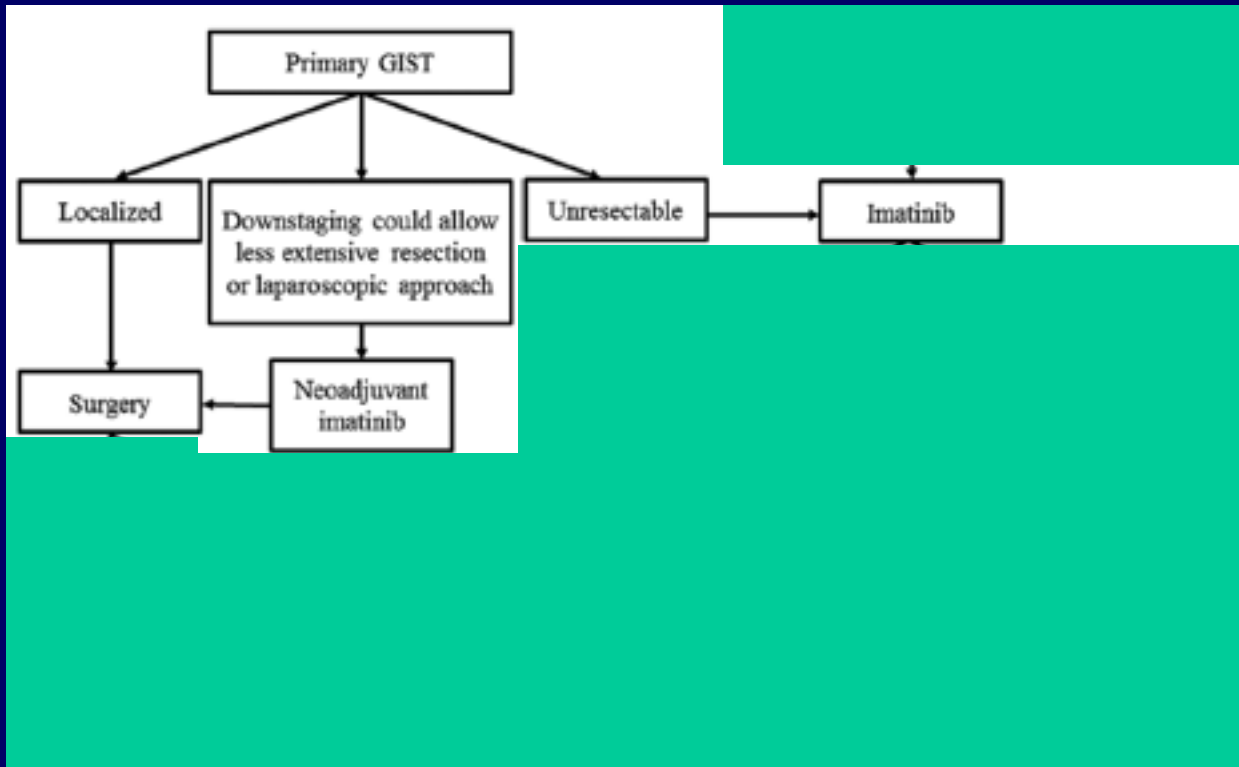 Primary GIST
Localized
Downstaging could allow
less extensive resection
or laparoscopic approach
Unresectable
Imatinib
Surgery
Neoadjuvant
imatinib